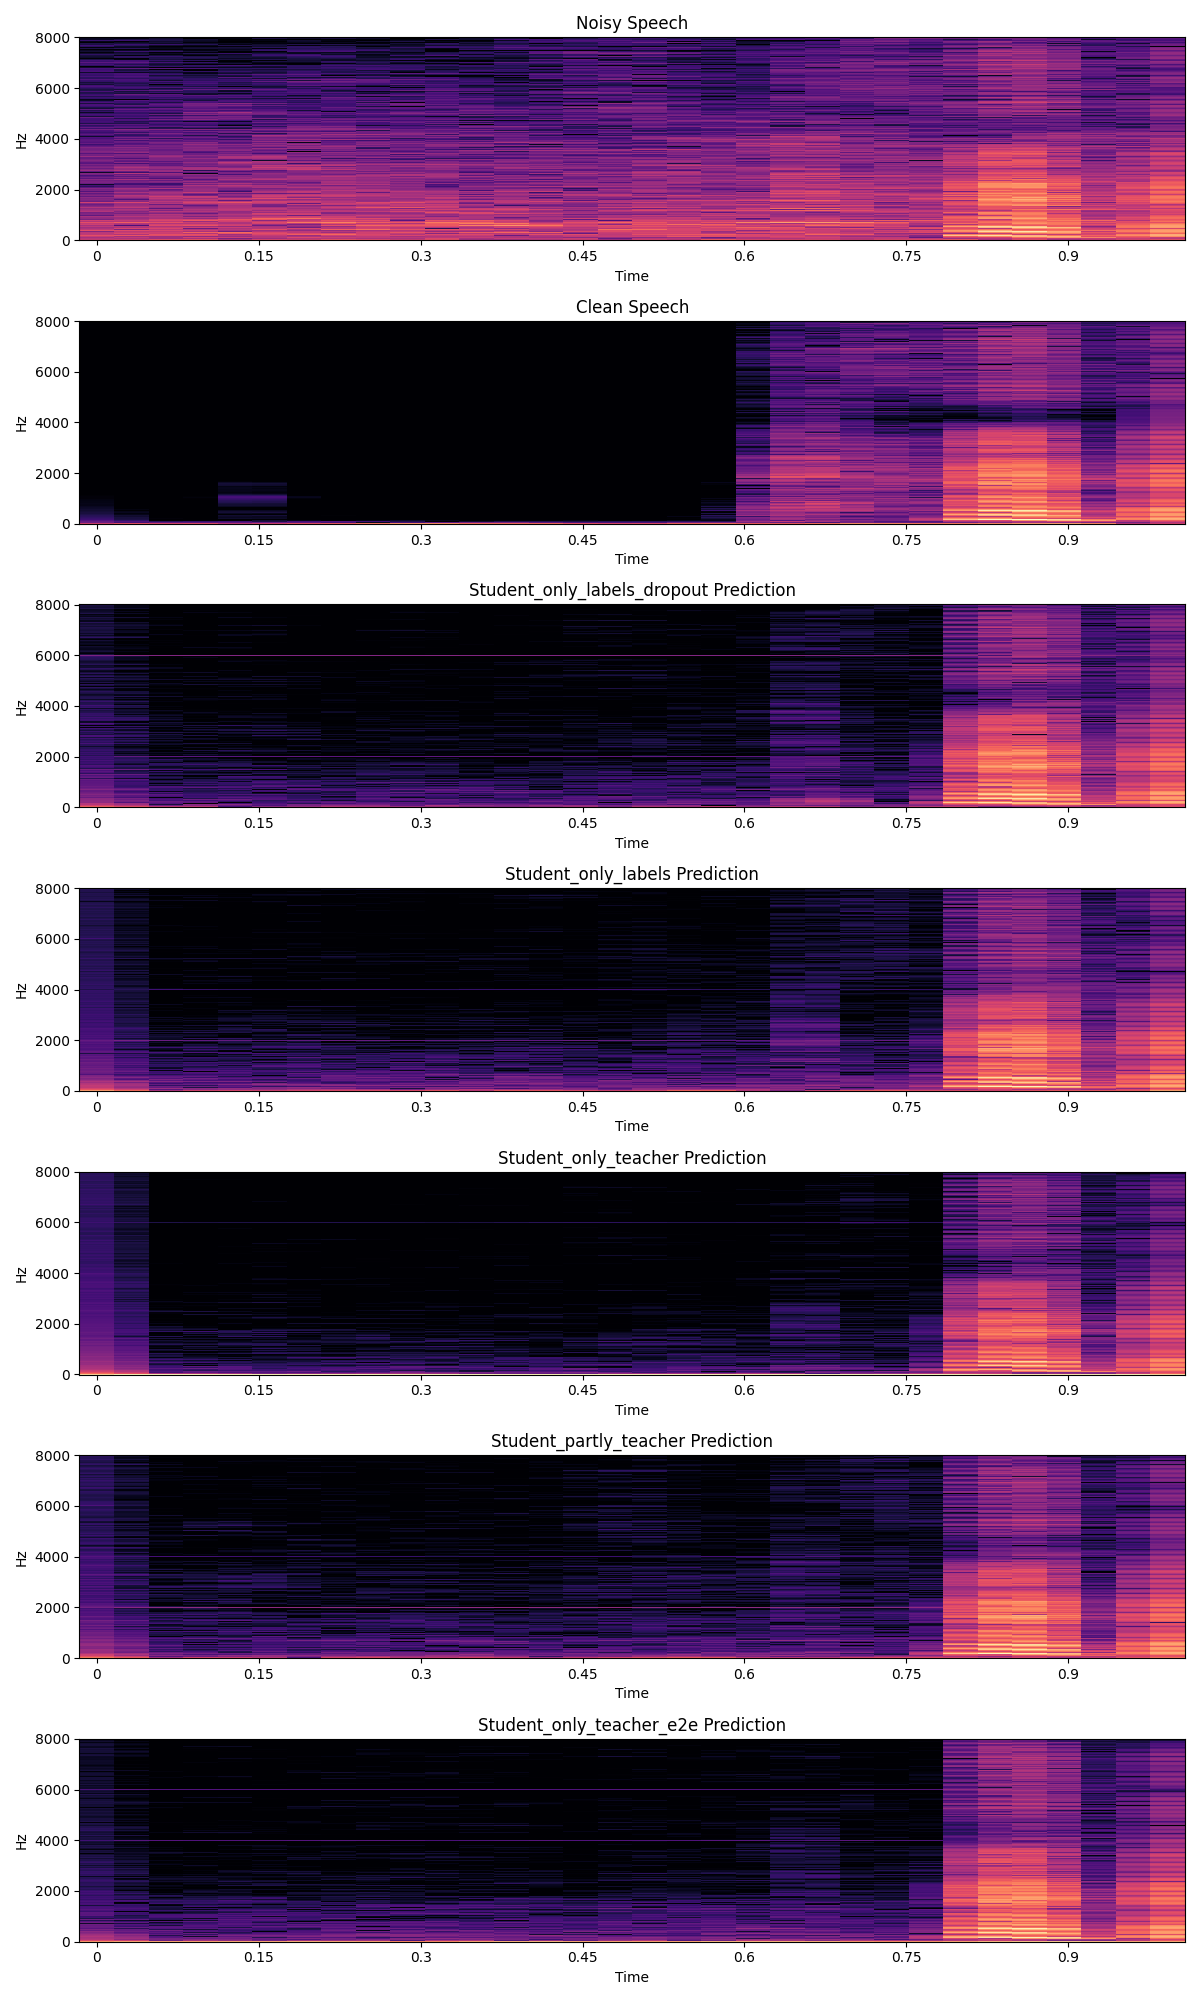 Noisy Speech
8000
6000
4000
2000
0
Hz
0 0.15 0.3 0.45 0.6 0.75 0.9
Time
Clean Speech
8000
6000
4000
2000
0
Hz
0 0.15 0.3 0.45 0.6 0.75 0.9
Time
Student_only_labels_dropout Prediction
8000
6000
4000
2000
0
Hz
0 0.15 0.3 0.45 0.6 0.75 0.9
Time
Student_only_labels Prediction
8000
6000
4000
2000
0
Hz
0 0.15 0.3 0.45 0.6 0.75 0.9
Time
Student_only_teacher Prediction
8000
6000
4000
2000
0
Hz
0 0.15 0.3 0.45 0.6 0.75 0.9
Time
Student_partly_teacher Prediction
8000
6000
4000
2000
0
Hz
0 0.15 0.3 0.45 0.6 0.75 0.9
Time
Student_only_teacher_e2e Prediction
8000
6000
4000
2000
0
Hz
0 0.15 0.3 0.45 0.6 0.75 0.9
Time